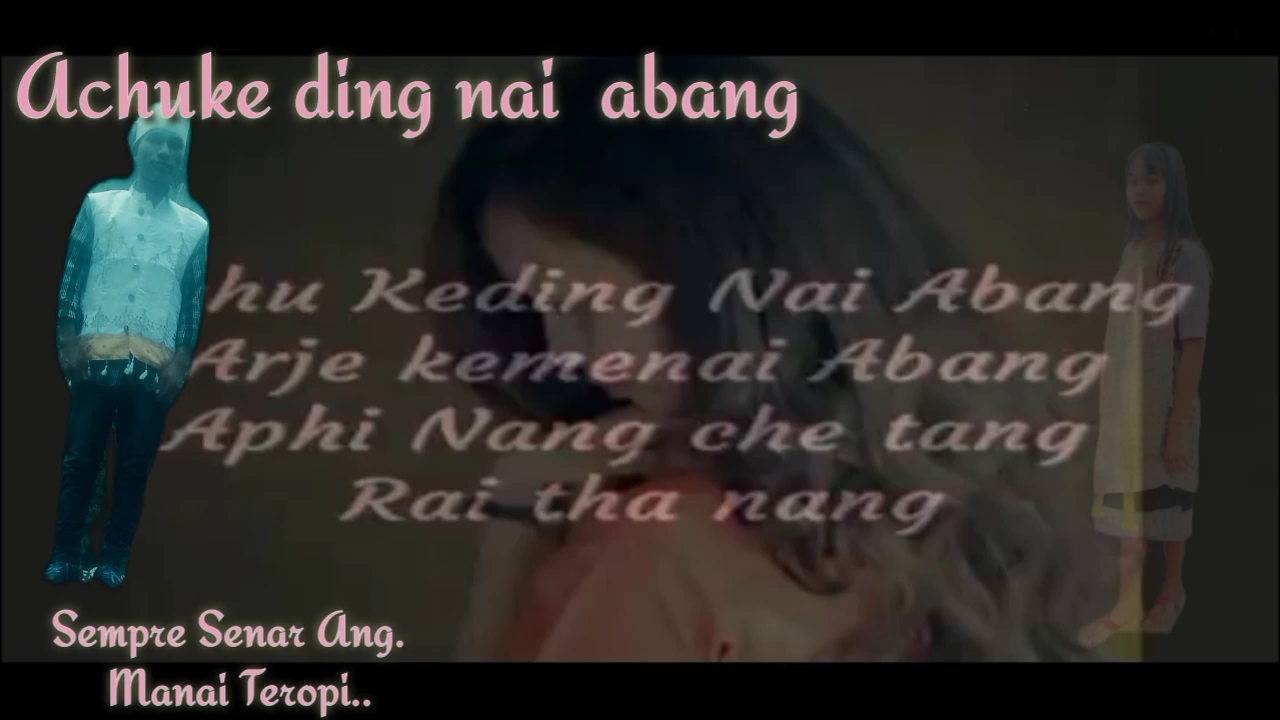 Achuke ding nai abang
hu Keding Nai Abang
Arje kemenai Abang
Aphi Nang che tang
Rai tha nang
Sempre Senar Ang.
Manai Teropi..